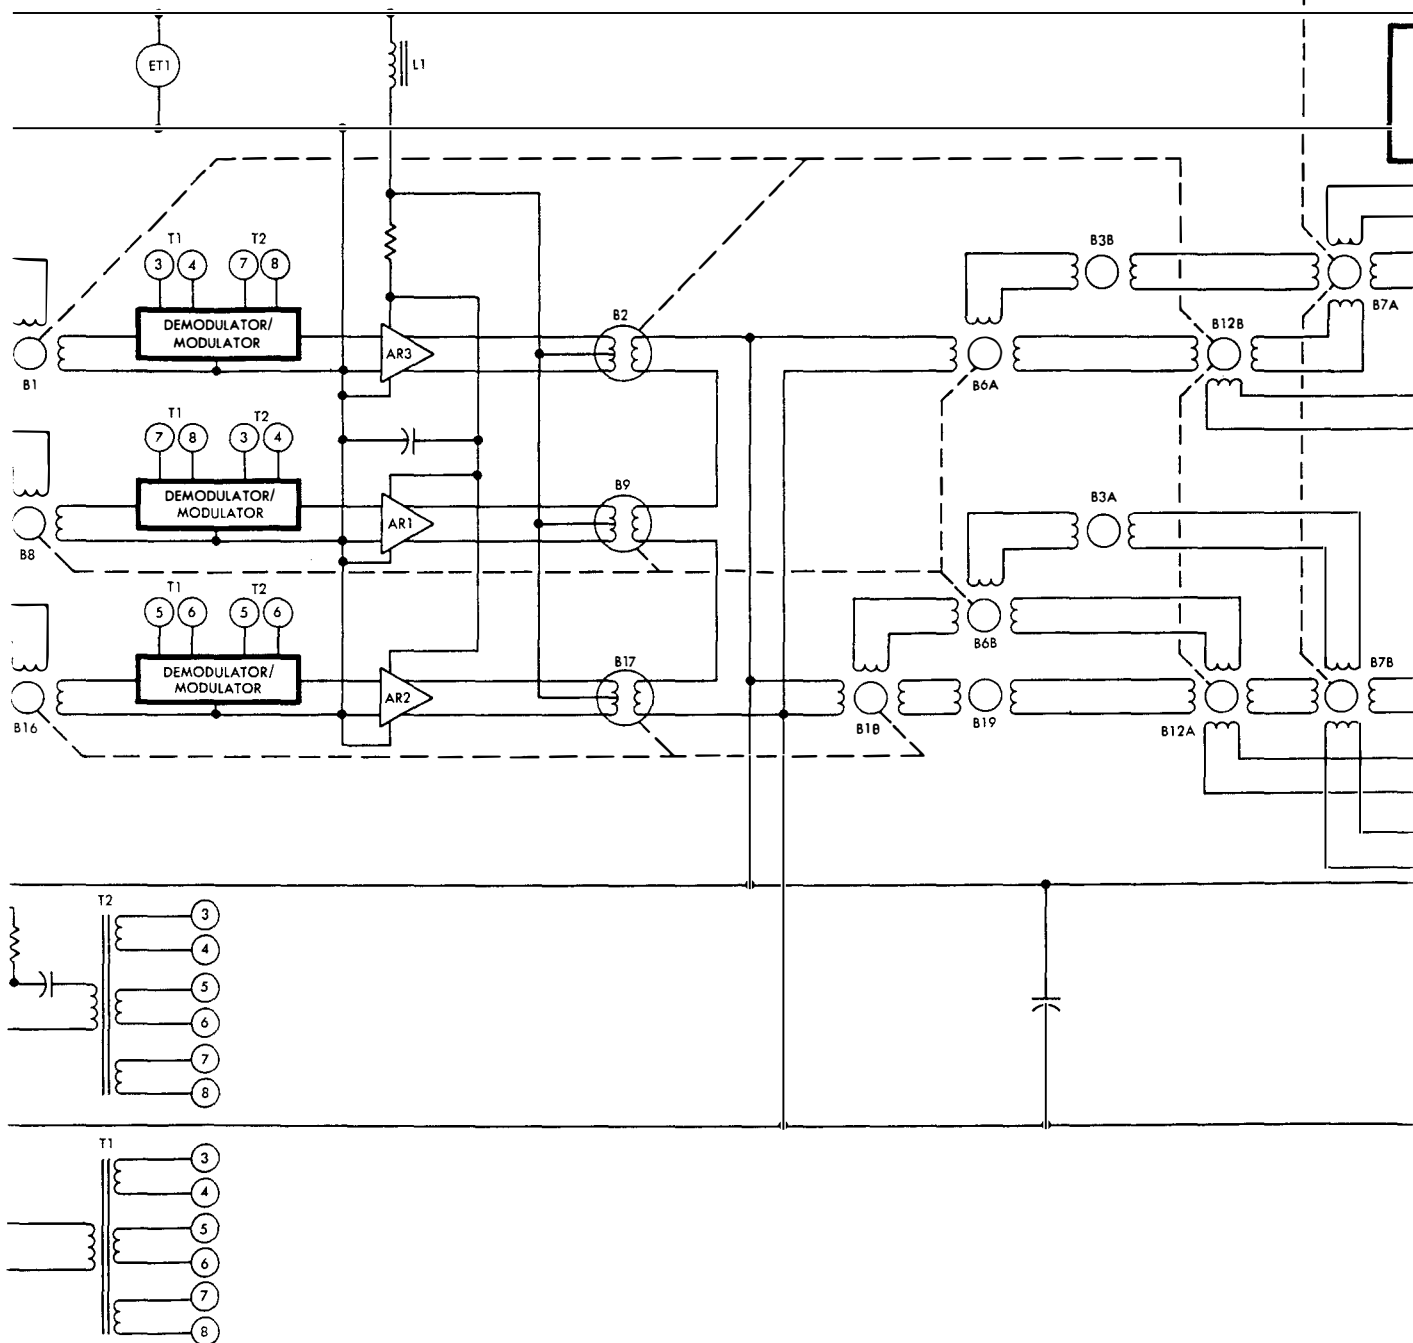 ET1
L1
T1 T2
3 4 7 8
DEMODULATOR/
MODULATOR
B1
AR3
B2
B3B
B7A
B12B
B6A
T1 T2
7 8 3 4
DEMODULATOR/
MODULATOR
B8
AR1
B9
B3A
T1 T2
5 6 5 6
DEMODULATOR/
MODULATOR
B16
AR2
B17
B6B
B7B
B18
B19
B12A
T2
3
4
5
6
7
8
T1
3
4
5
6
7
8